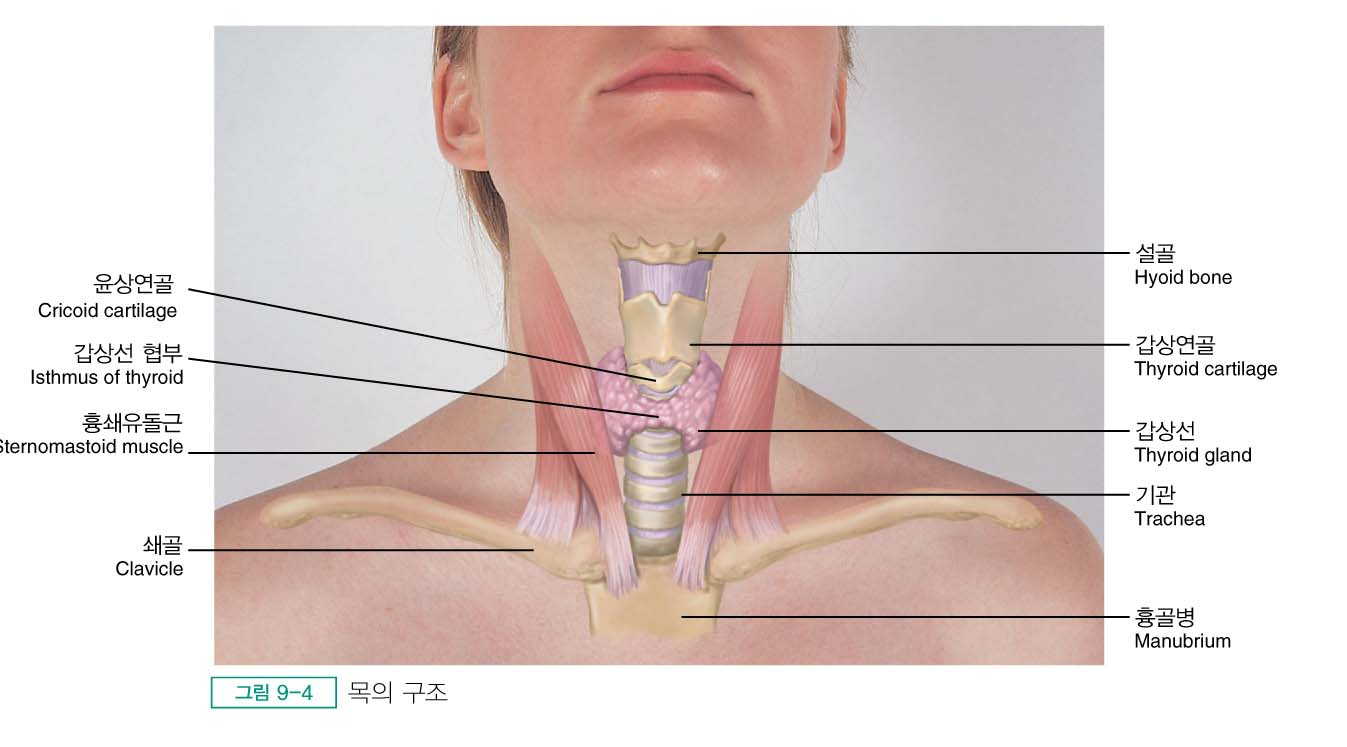 윤상연골
Cricoid cartilage
갑상선 협부
Isthmus of thyroid
흉쇄유돌근
Sternomastoid muscle
쇄골
Clavicle
설골
Hyoid bone
갑상연골
Thyroid cartilage
갑상선
Thyroid gland
기관
Trachea
흉골병
Manubrium
그림 9-4 목의 구조